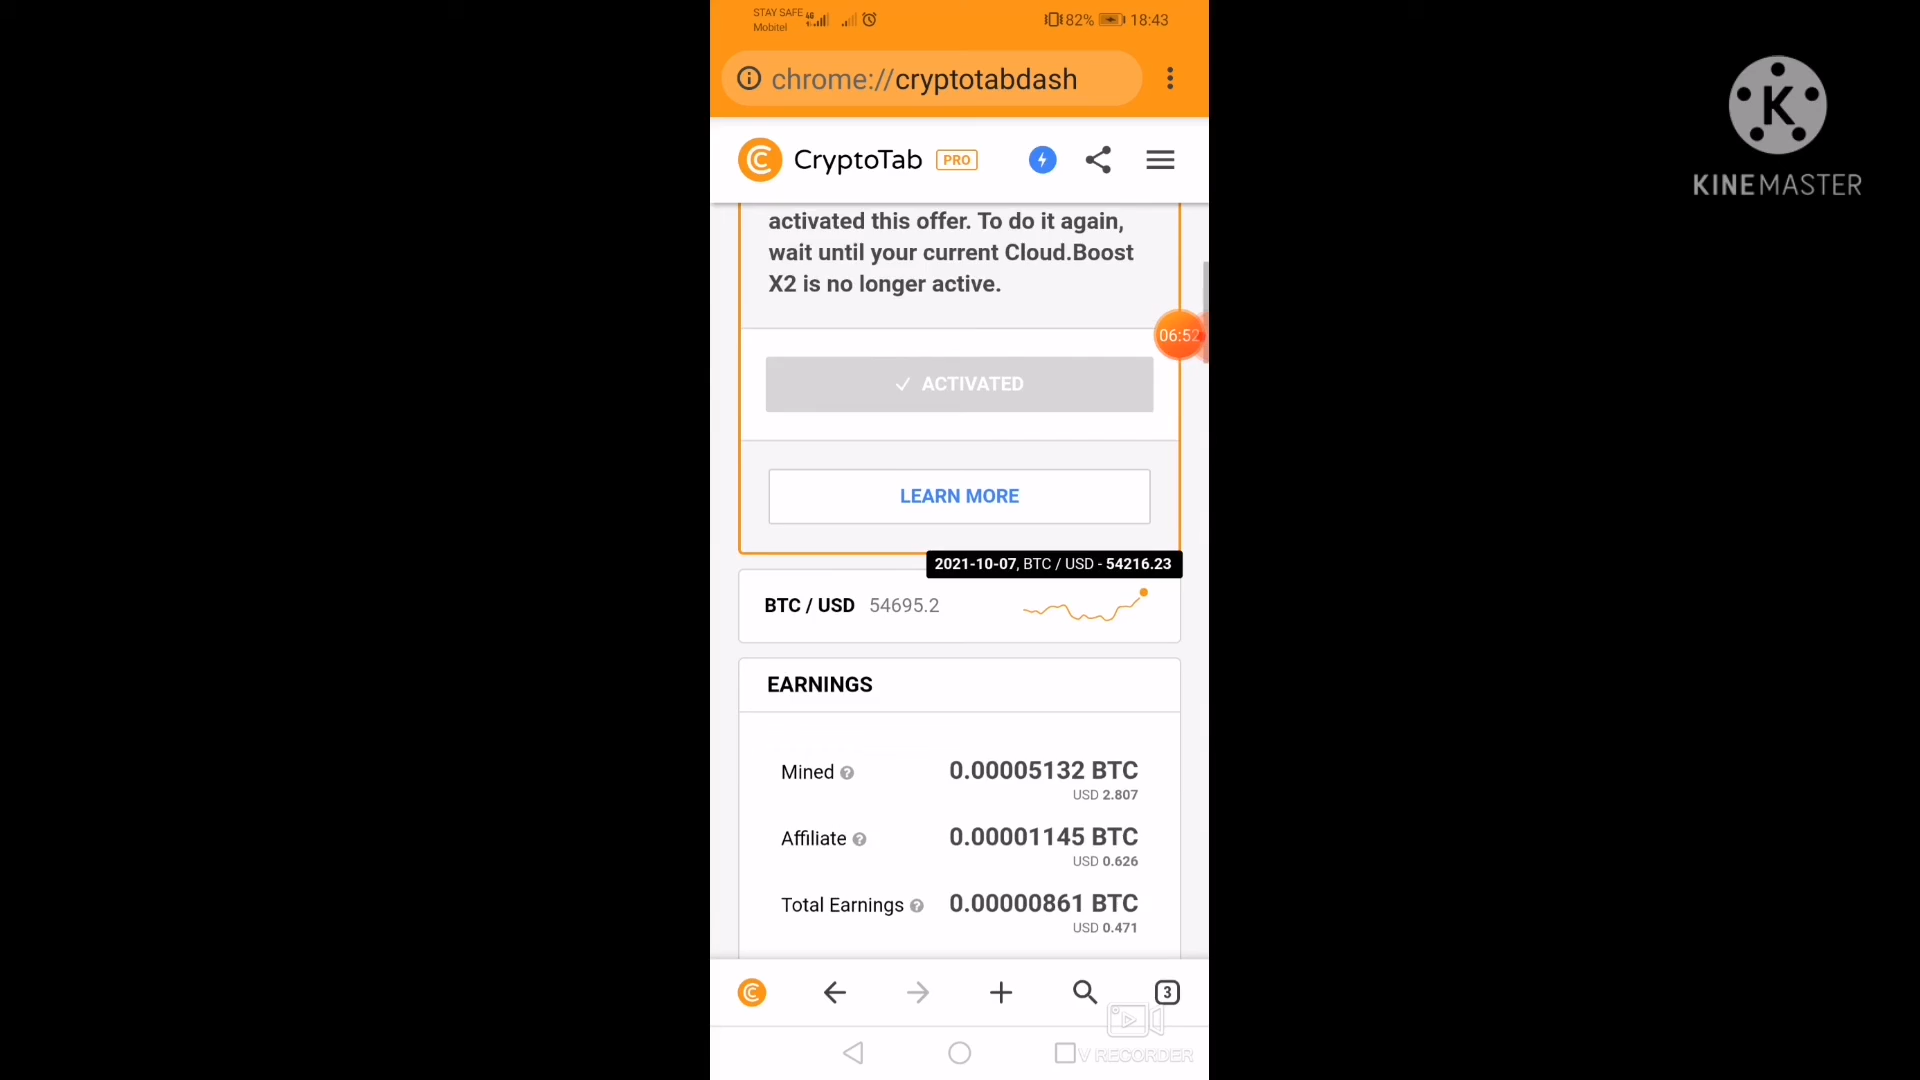 STAY SAFE
Mobitel
4G
82%
18:43
chrome://cryptotabdash
CryptoTab PRO
activated this offer. To do it again,
wait until your current Cloud.Boost
X2 is no longer active.
06:52
✓ ACTIVATED
LEARN MORE
2021-10-07, BTC / USD - 54216.23
BTC / USD 54695.2
EARNINGS
Mined ? 0.00005132 BTC
USD 2.807
Affiliate ? 0.00001145 BTC
USD 0.626
Total Earnings ? 0.00000861 BTC
USD 0.471
3
V RECORDER
K
KINEMASTER